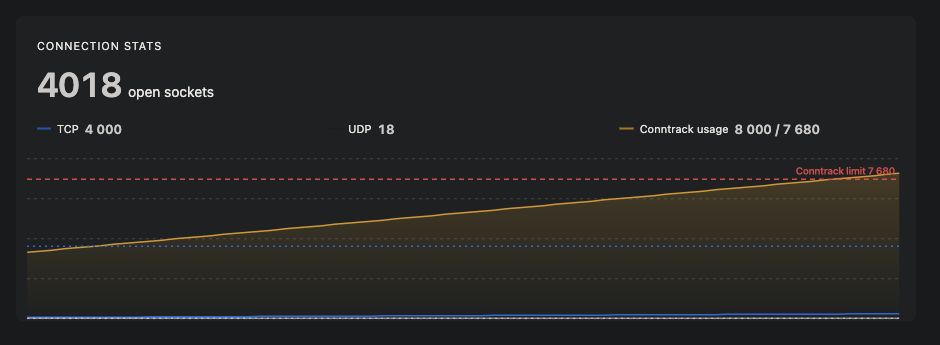 CONNECTION STATS
4018 open sockets
TCP 4 000 UDP 18 Conntrack usage 8 000 / 7 680
Conntrack limit 7 680